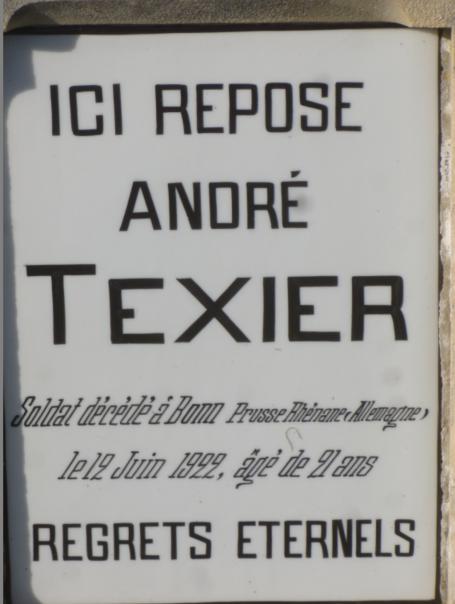 ICI REPOSE
ANDRÉ
TEXIER
Soldat décédé á Bonn Prusse Rhénane (Allemagne)
le 12 Juin 1922, âgé de 21 ans
REGRETS ETERNELS